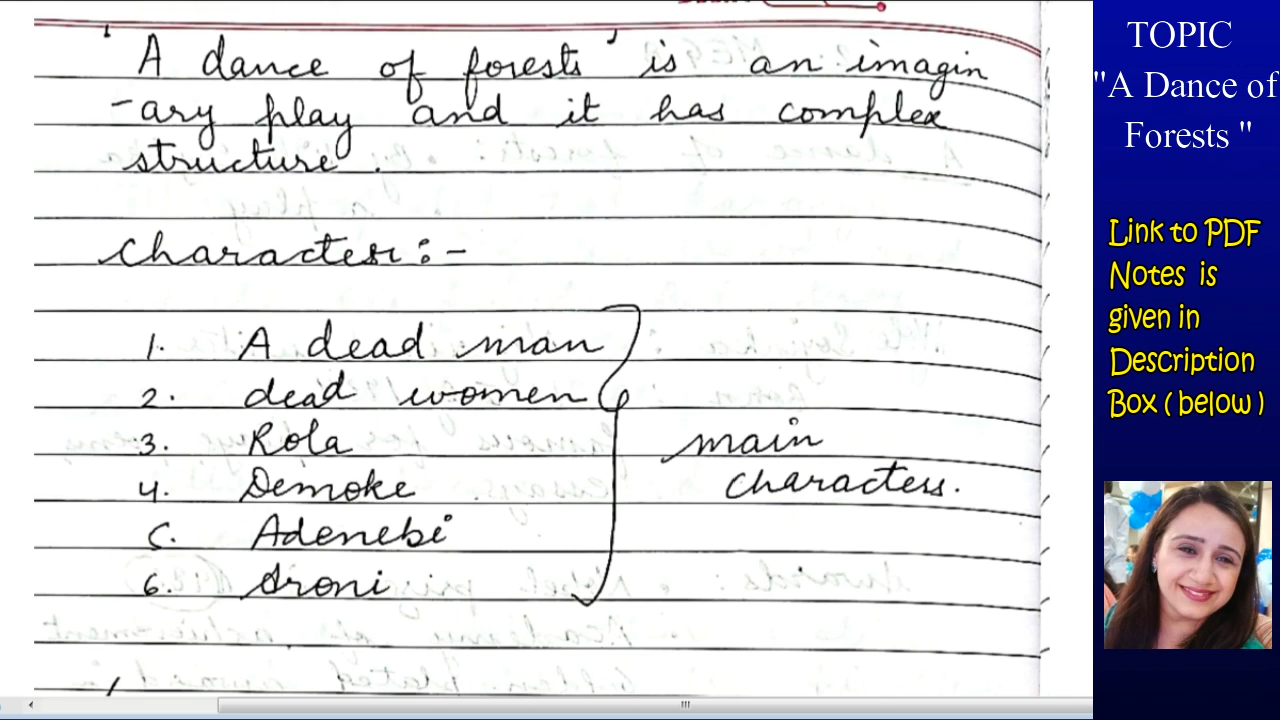 'A dance of forests' is an imagin
-ary play and it has complex
structure.
Characters:-
1. A dead man
2. dead women
3. Rola
4. Demoke
5. Adenebi
6. Aroni
main
characters.
TOPIC
"A Dance of
Forests "
Link to PDF
Notes is
given in
Description
Box ( below )